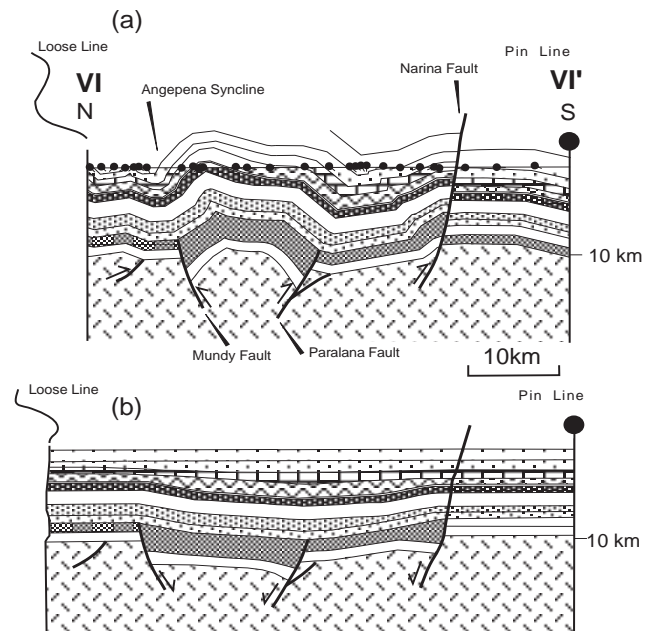 (a)
Loose Line
Pin Line
VI
Narina Fault
VI'
N
Angepena Syncline
S
10 km
Mundy Fault
Paralana Fault
10km
(b)
Loose Line
Pin Line
10 km